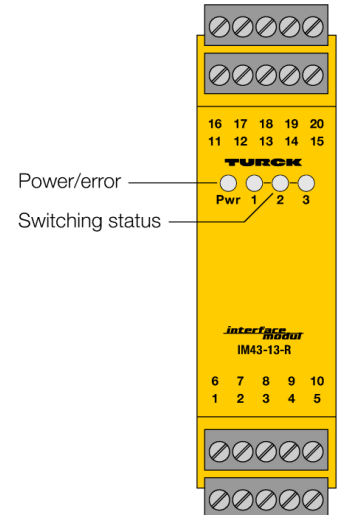 16 17 18 19 20
11 12 13 14 15
TURCK
Power/error
Pwr 1 2 3
Switching status
interface
modul
IM43-13-R
6 7 8 9 10
1 2 3 4 5